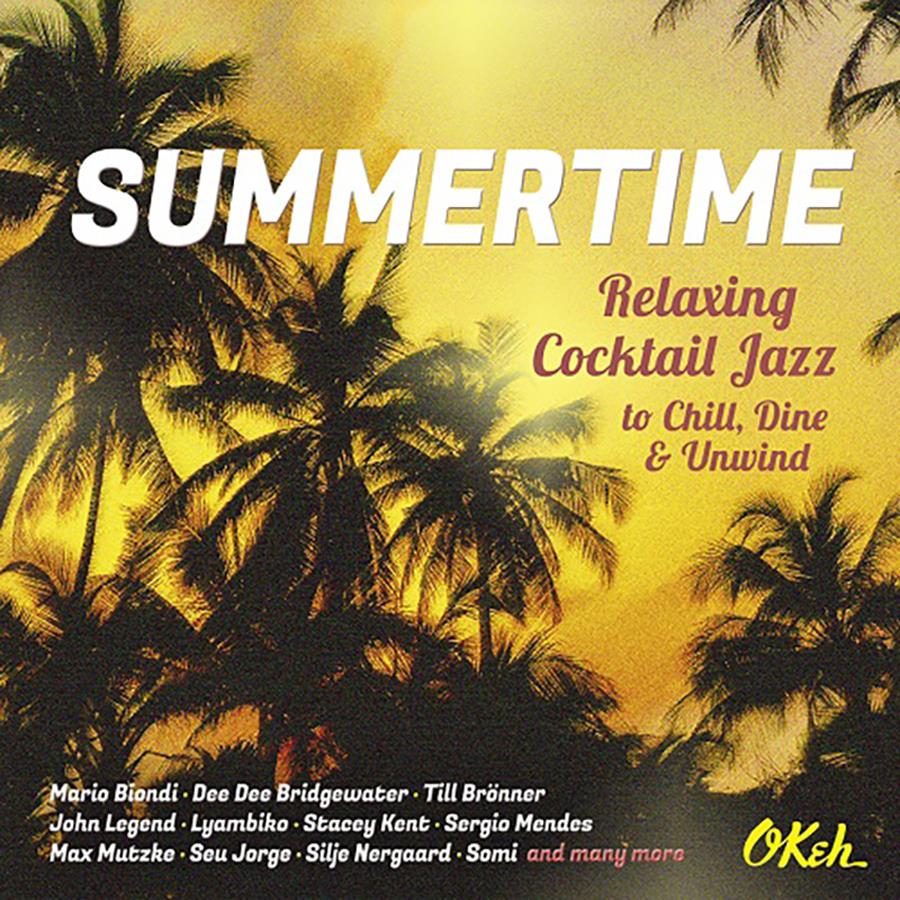 SUMMERTIME
Relaxing
Cocktail Jazz
to Chill, Dine
& Unwind
Mario Biondi · Dee Dee Bridgewater · Till Brönner
John Legend · Lyambiko · Stacey Kent · Sergio Mendes
Max Mutzke · Seu Jorge · Silje Nergaard · Somi and many more
OKeh